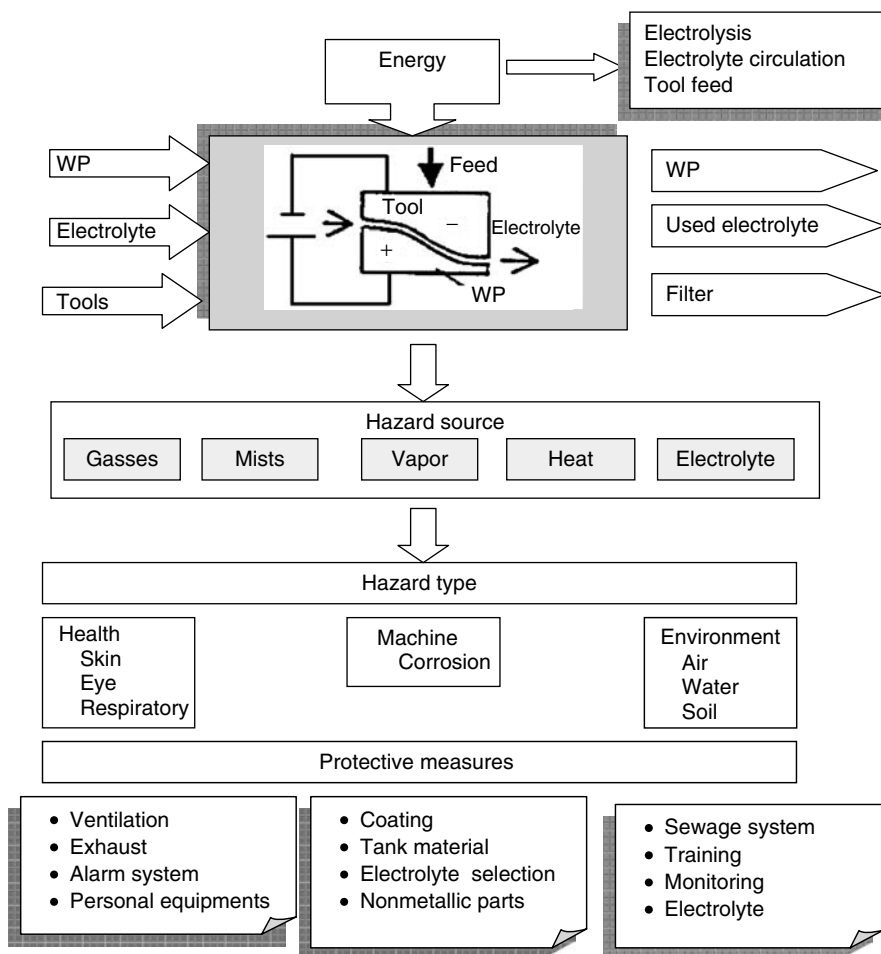 Energy
Electrolysis
Electrolyte circulation
Tool feed
WP
Electrolyte
Tools
Feed
Tool
−
Electrolyte
+
WP
WP
Used electrolyte
Filter
Hazard source
Gasses
Mists
Vapor
Heat
Electrolyte
Hazard type
Health
Skin
Eye
Respiratory
Machine
Corrosion
Environment
Air
Water
Soil
Protective measures
• Ventilation
• Exhaust
• Alarm system
• Personal equipments
• Coating
• Tank material
• Electrolyte selection
• Nonmetallic parts
• Sewage system
• Training
• Monitoring
• Electrolyte